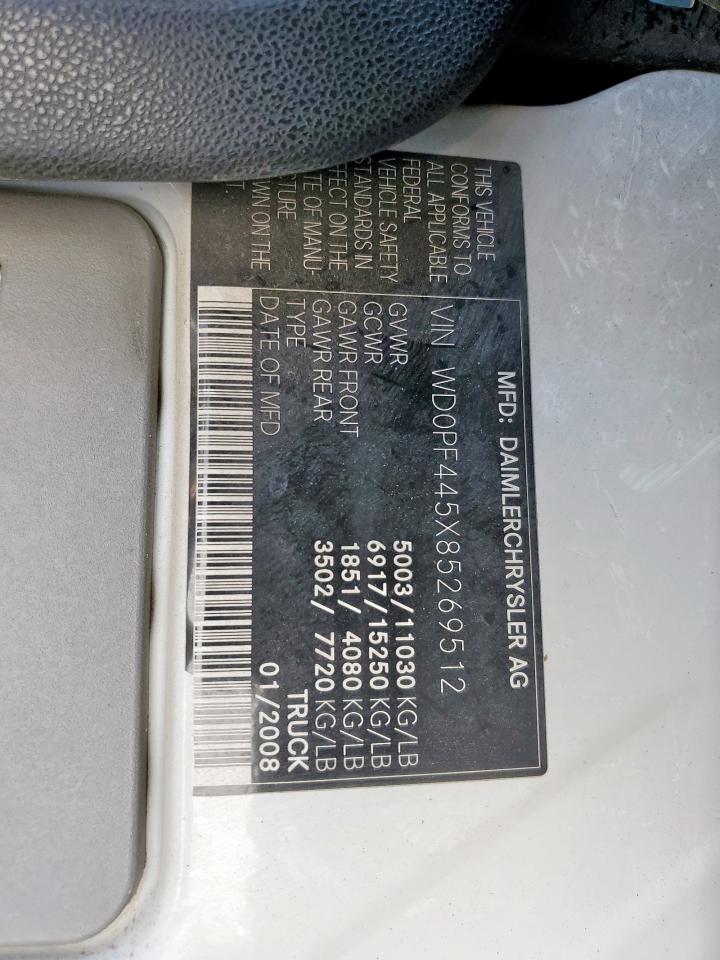 THIS VEHICLE
CONFORMS TO
ALL APPLICABLE
FEDERAL
VEHICLE SAFETY
STANDARDS IN
EFFECT ON THE
DATE OF MANU-
ON THE
MFD: DAIMLERCHRYSLER AG
VIN WD0PF445X85269512
GVWR 5003/11030 KG/LB
GCWR 6917/15250 KG/LB
GAWR FRONT 1851/ 4080 KG/LB
GAWR REAR 3502/ 7720 KG/LB
TYPE TRUCK
DATE OF MFD 01/2008